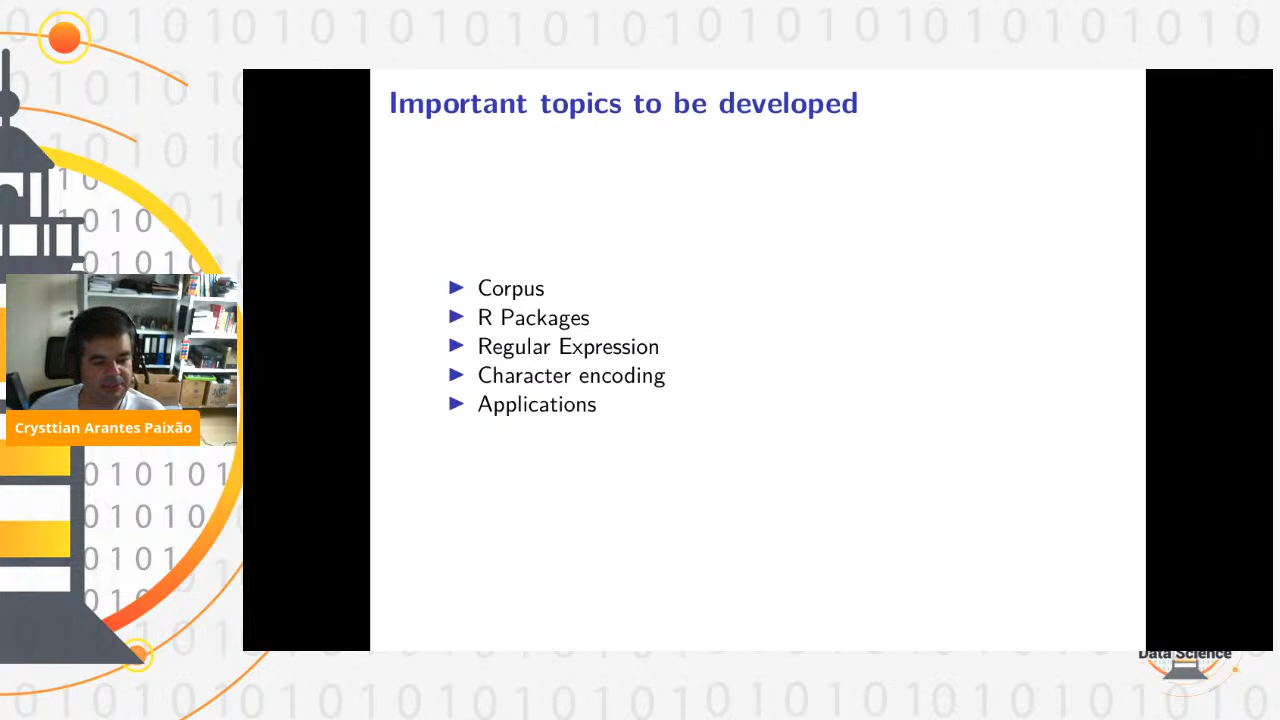 Important topics to be developed
Corpus
R Packages
Regular Expression
Character encoding
Applications
Crysttian Arantes Paixão
Data Science